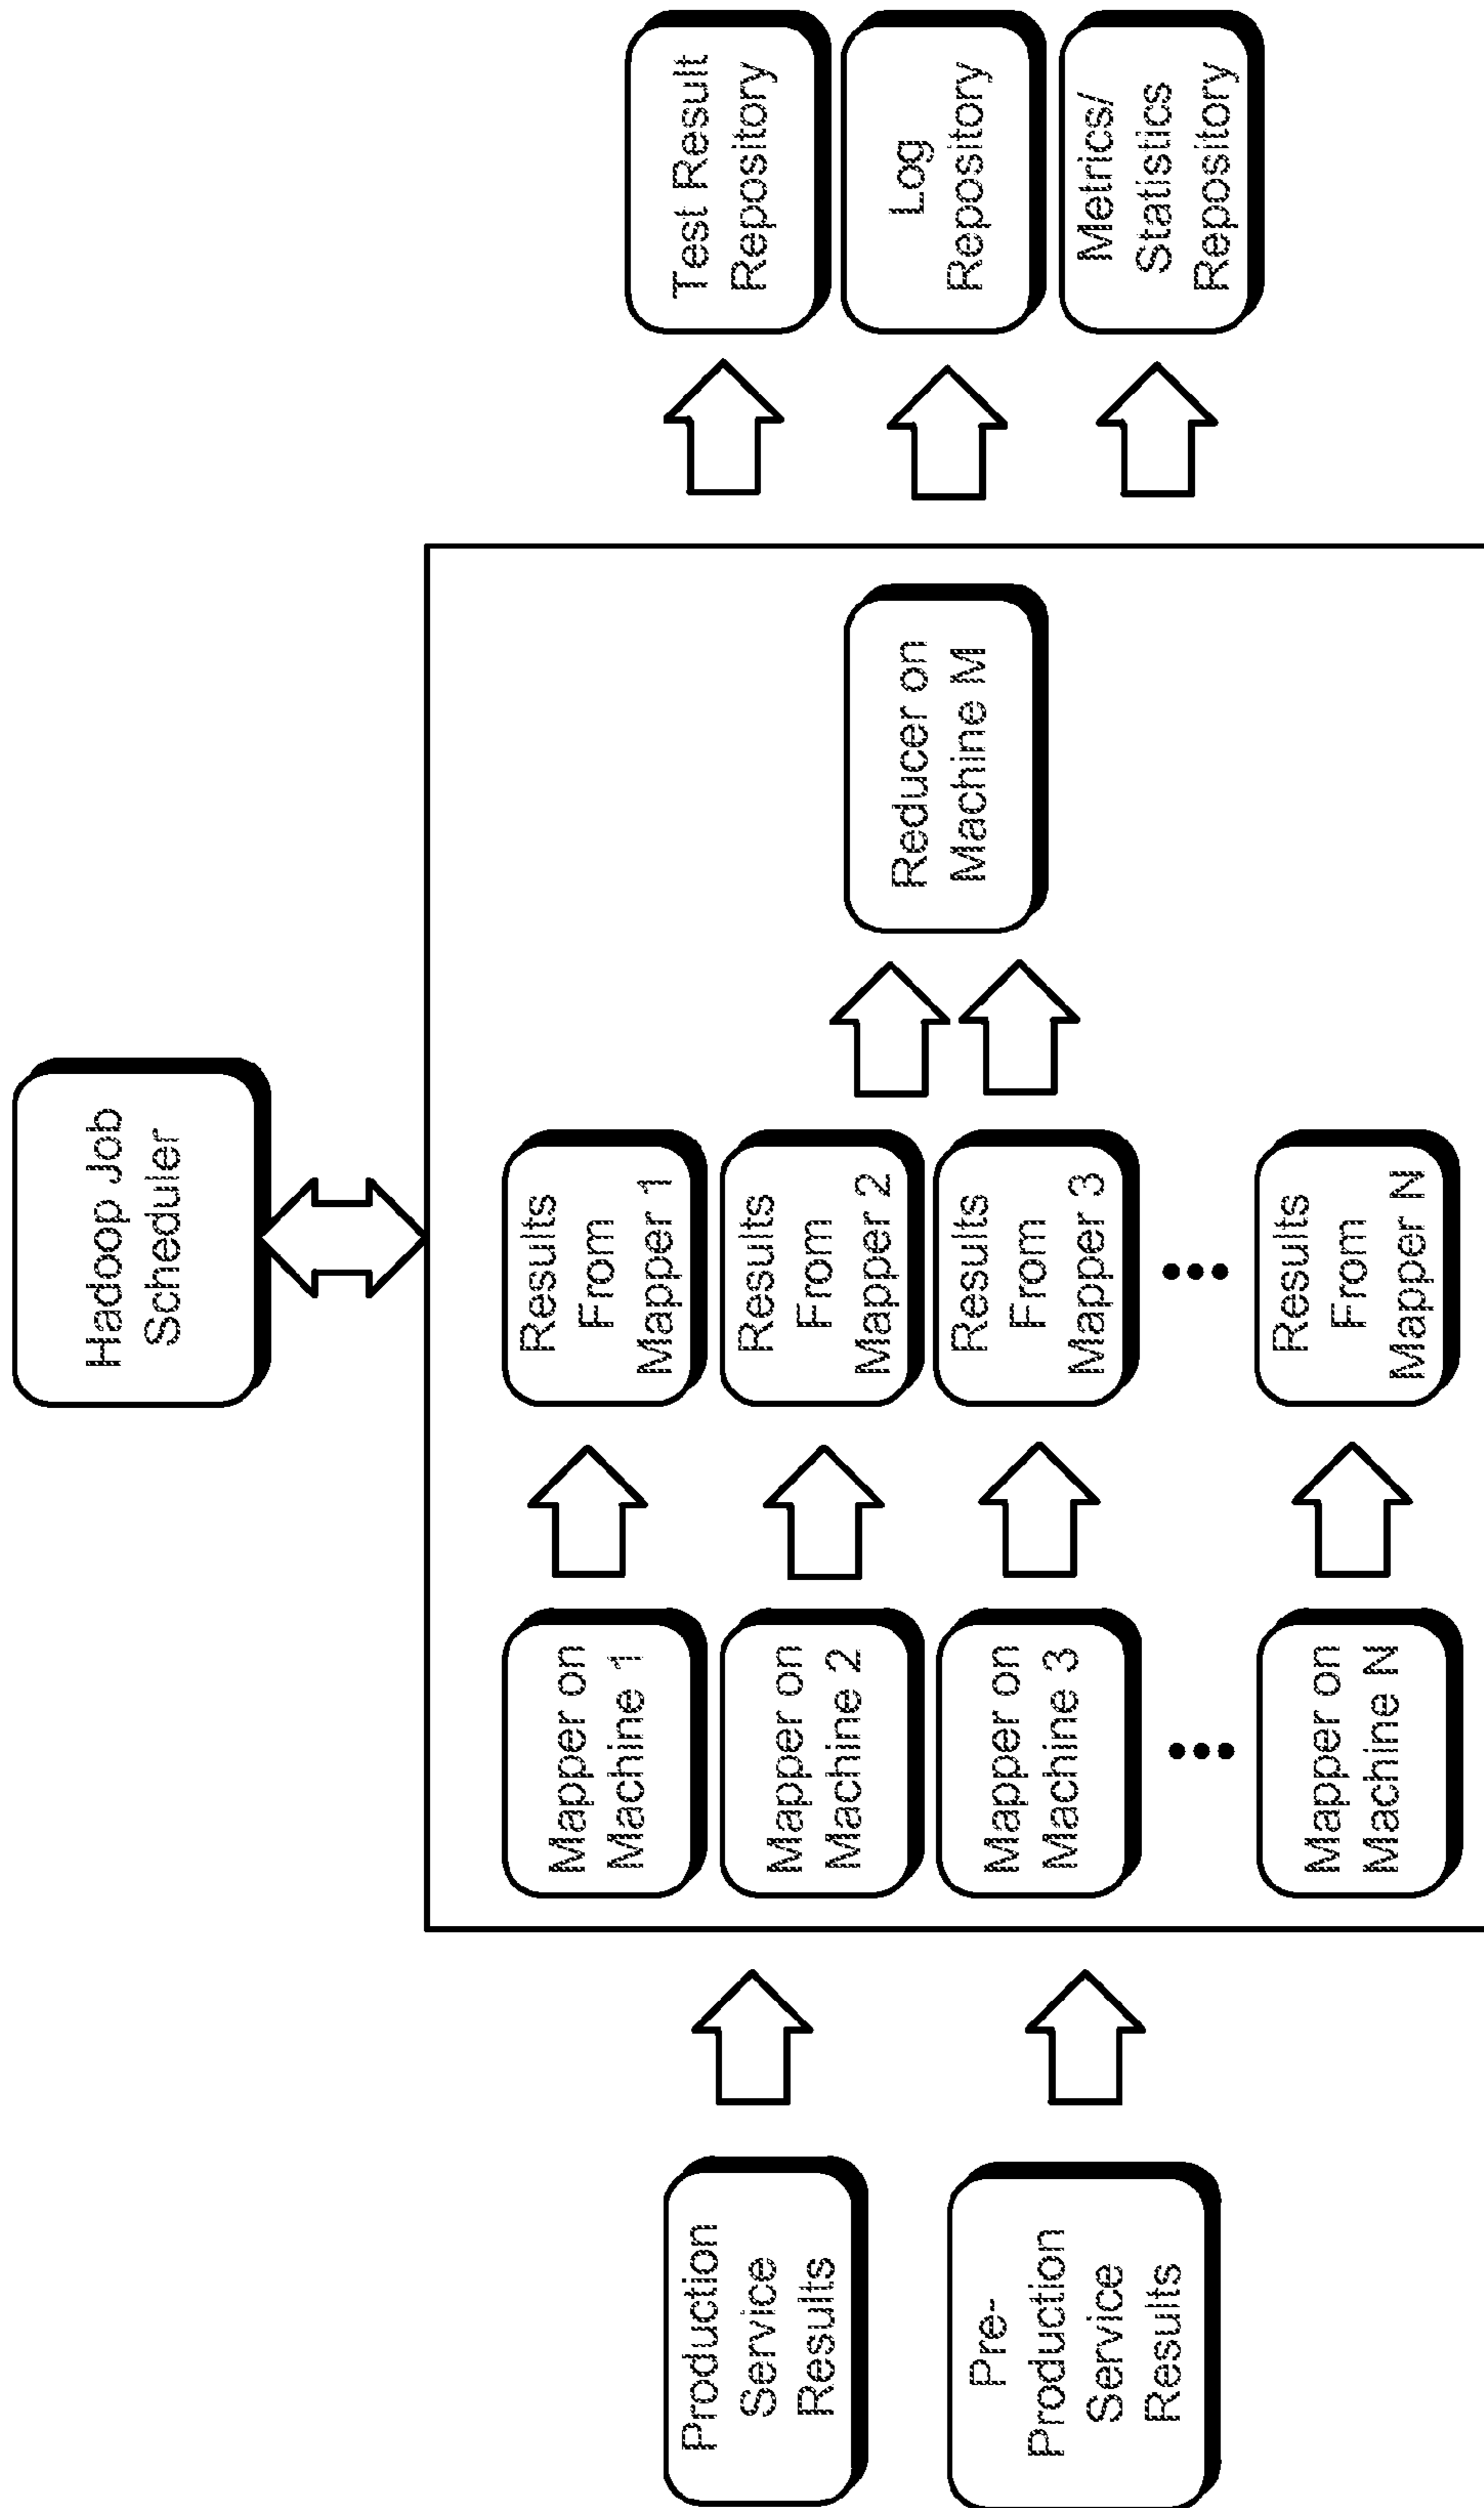 Hadoop Job
Scheduler
Production
Service
Results
Pre-
Production
Service
Results
Mapper on
Machine 1
Mapper on
Machine 2
Mapper on
Machine 3
Mapper on
Machine N
Results
From
Mapper 1
Results
From
Mapper 2
Results
From
Mapper 3
Results
From
Mapper N
Reducer on
Machine M
Test Result
Repository
Log
Repository
Metrics/
Statistics
Repository